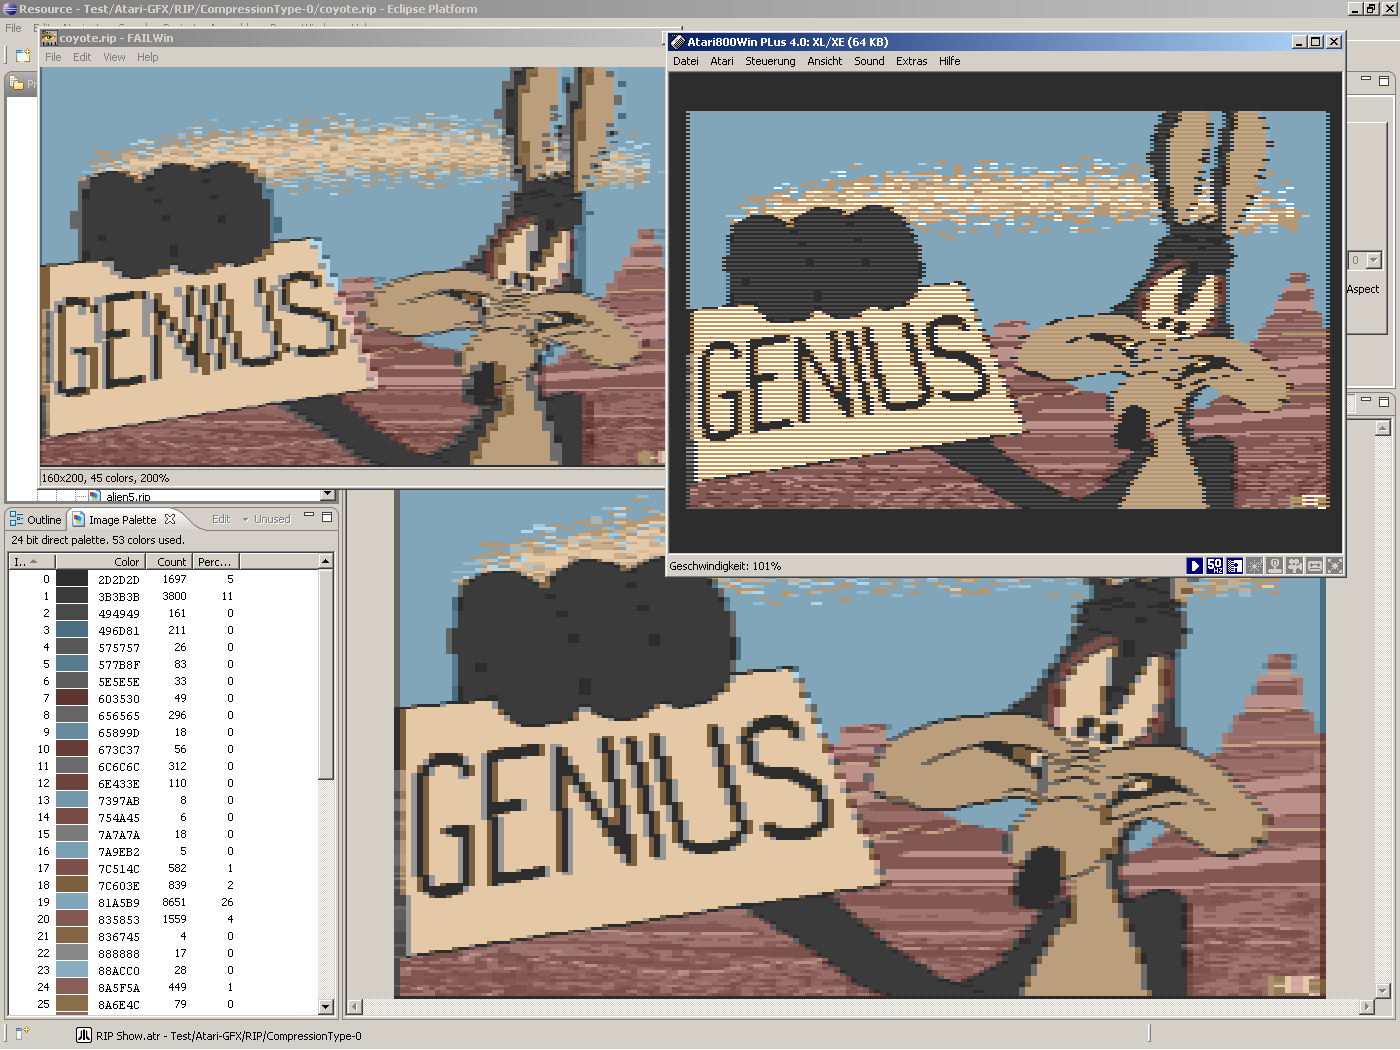 Resource - Test/Atari-GFX/RIP/CompressionType-0/coyote.rip - Eclipse Platform
File
coyote.rip - FAILWin
File Edit View Help
GENIUS
160x200, 45 colors, 200%
Atari800Win PLus 4.0: XL/XE (64 KB)
Datei Atari Steuerung Ansicht Sound Extras Hilfe
GENIUS
Geschwindigkeit: 101%
50
0
Aspect
alien5.rip
Outline Image Palette Edit Unused
24 bit direct palette. 53 colors used.
I.. Color Count Perc...
0 2D2D2D 1697 5
1 3B3B3B 3800 11
2 494949 161 0
3 496D81 211 0
4 575757 26 0
5 577B8F 83 0
6 5E5E5E 33 0
7 603530 49 0
8 656565 296 0
9 65899D 18 0
10 673C37 56 0
11 6C6C6C 312 0
12 6E433E 110 0
13 7397AB 8 0
14 754A45 6 0
15 7A7A7A 18 0
16 7A9EB2 5 0
17 7C514C 582 1
18 7C603E 839 2
19 81A5B9 8651 26
20 835853 1559 4
21 836745 4 0
22 888888 17 0
23 88ACC0 28 0
24 8A5F5A 449 1
25 8A6E4C 79 0
GENIUS
RIP Show.atr - Test/Atari-GFX/RIP/CompressionType-0